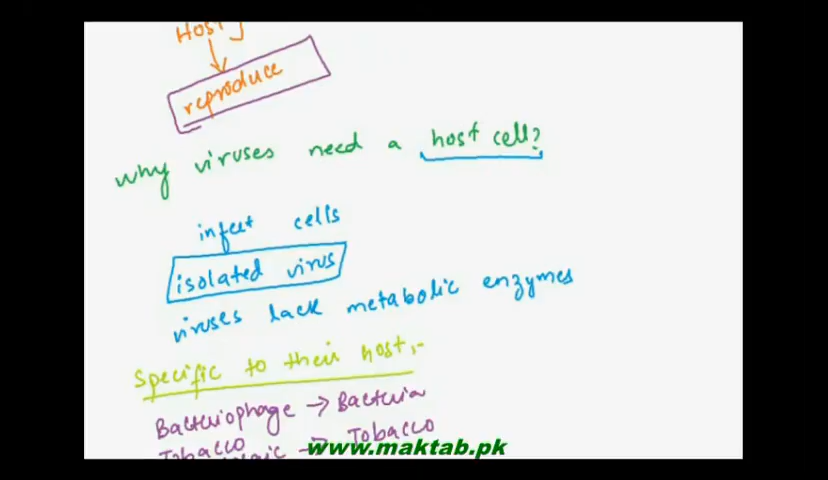 Host
reproduce
why viruses need a host cell?
infect cells
isolated virus
viruses lack metabolic enzymes
Specific to their host:-
Bacteriophage → Bacteria
Tobacco → Tobacco
www.maktab.pk